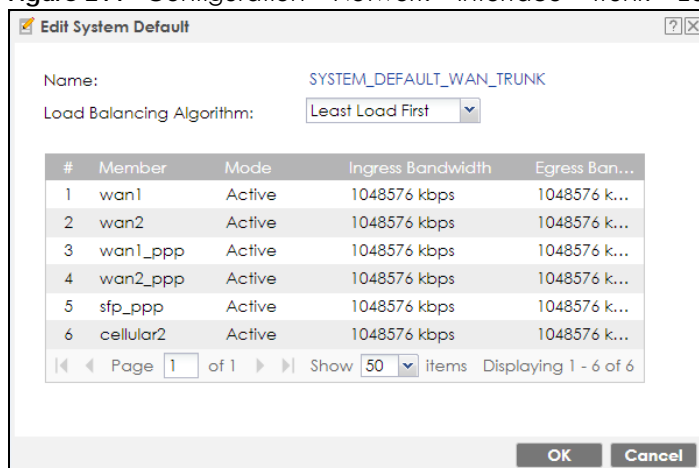 Edit System Default
Name: SYSTEM_DEFAULT_WAN_TRUNK
Load Balancing Algorithm: Least Load First
# Member Mode Ingress Bandwidth Egress Ban...
1 wan1 Active 1048576 kbps 1048576 k...
2 wan2 Active 1048576 kbps 1048576 k...
3 wan1_ppp Active 1048576 kbps 1048576 k...
4 wan2_ppp Active 1048576 kbps 1048576 k...
5 sfp_ppp Active 1048576 kbps 1048576 k...
6 cellular2 Active 1048576 kbps 1048576 k...
Page 1 of 1 Show 50 items Displaying 1 - 6 of 6
OK Cancel